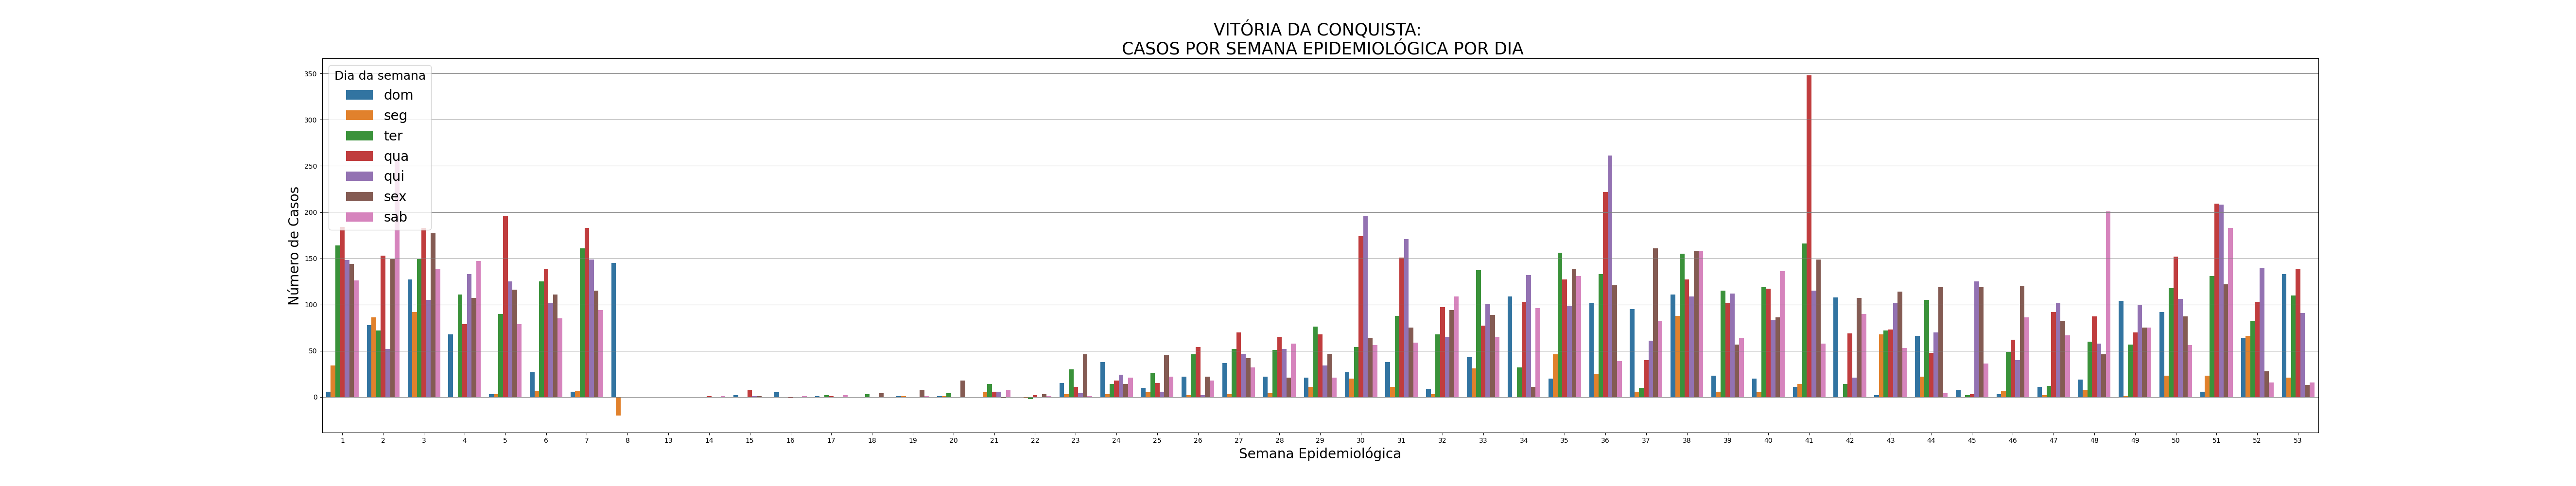 VITÓRIA DA CONQUISTA:
CASOS POR SEMANA EPIDEMIOLÓGICA POR DIA
Dia da semana
dom
seg
ter
qua
qui
sex
sab
Número de Casos
350
300
250
200
150
100
50
0
1 2 3 4 5 6 7 8 13 14 15 16 17 18 19 20 21 22 23 24 25 26 27 28 29 30 31 32 33 34 35 36 37 38 39 40 41 42 43 44 45 46 47 48 49 50 51 52 53
Semana Epidemiológica